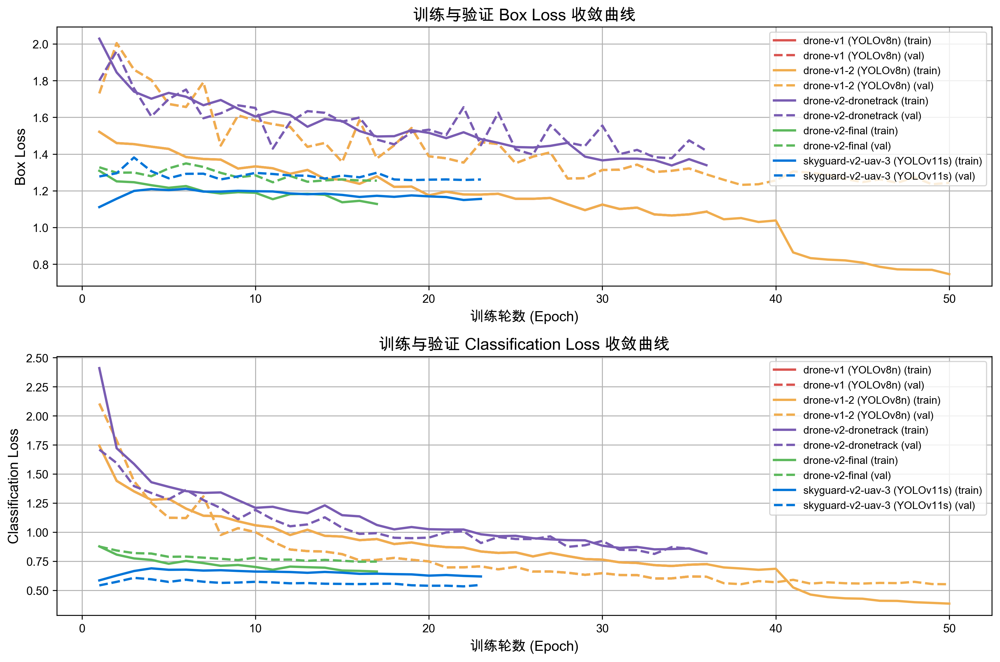 训练与验证 Box Loss 收敛曲线
Box Loss
2.0
1.8
1.6
1.4
1.2
1.0
0.8
drone-v1 (YOLOv8n) (train)
drone-v1 (YOLOv8n) (val)
drone-v1-2 (YOLOv8n) (train)
drone-v1-2 (YOLOv8n) (val)
drone-v2-dronetrack (train)
drone-v2-dronetrack (val)
drone-v2-final (train)
drone-v2-final (val)
skyguard-v2-uav-3 (YOLOv11s) (train)
skyguard-v2-uav-3 (YOLOv11s) (val)
0 10 20 30 40 50
训练轮数 (Epoch)
训练与验证 Classification Loss 收敛曲线
Classification Loss
2.50
2.25
2.00
1.75
1.50
1.25
1.00
0.75
0.50
drone-v1 (YOLOv8n) (train)
drone-v1 (YOLOv8n) (val)
drone-v1-2 (YOLOv8n) (train)
drone-v1-2 (YOLOv8n) (val)
drone-v2-dronetrack (train)
drone-v2-dronetrack (val)
drone-v2-final (train)
drone-v2-final (val)
skyguard-v2-uav-3 (YOLOv11s) (train)
skyguard-v2-uav-3 (YOLOv11s) (val)
0 10 20 30 40 50
训练轮数 (Epoch)